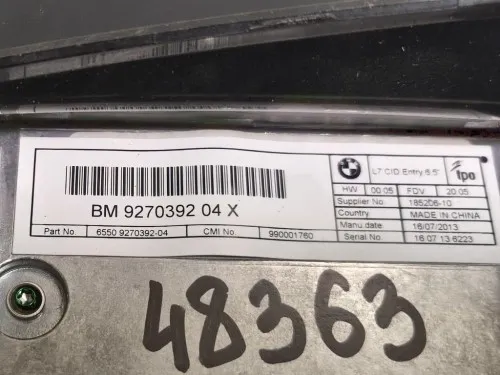 L7 CID Entry 6.5" tpo
HW 00 05 FDV 20 05
Supplier No. 185206-10
Country MADE IN CHINA
Manuf. Date 16/07/2013
Serial No. 16 07 13 6223
BM 9270392 04 X
Part No 6550 9270392-04 CMI No. 990001760
48363